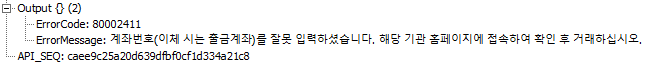 Output {} (2)
ErrorCode: 80002411
ErrorMessage: 계좌번호(이체 시는 출금계좌)를 잘못 입력하셨습니다. 해당 기관 홈페이지에 접속하여 확인 후 거래하십시오.
API_SEQ: caee9c25a20d639dfbf0cf1d334a21c8